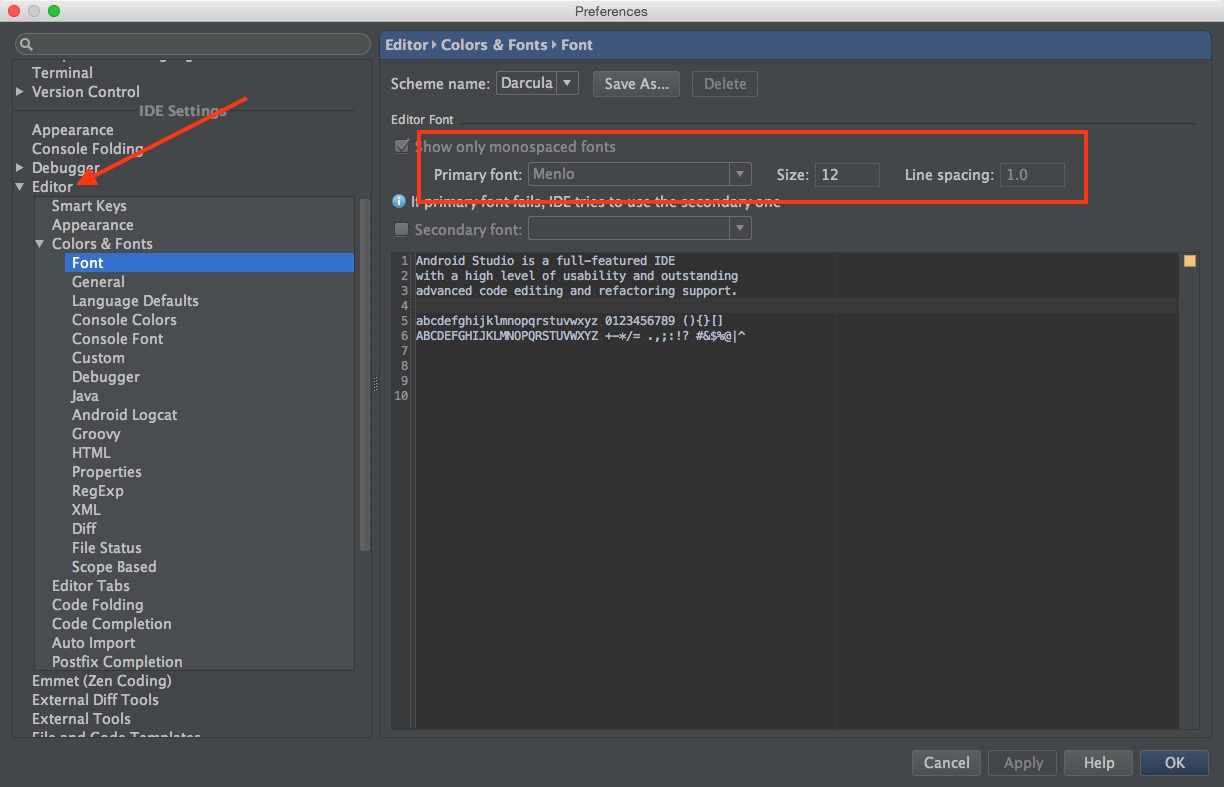 Preferences
Terminal
Version Control
IDE Settings
Appearance
Console Folding
Debugger
Editor
Smart Keys
Appearance
Colors & Fonts
Font
General
Language Defaults
Console Colors
Console Font
Custom
Debugger
Java
Android Logcat
Groovy
HTML
Properties
RegExp
XML
Diff
File Status
Scope Based
Editor Tabs
Code Folding
Code Completion
Auto Import
Postfix Completion
Emmet (Zen Coding)
External Diff Tools
External Tools
File and Code Templates
Editor Colors & Fonts Font
Scheme name: Darcula Save As... Delete
Editor Font
Show only monospaced fonts
Primary font: Menlo Size: 12 Line spacing: 1.0
If primary font fails, IDE tries to use the secondary one
Secondary font:
1 Android Studio is a full-featured IDE
2 with a high level of usability and outstanding
3 advanced code editing and refactoring support.
4
5 abcdefghijklmnopqrstuvwxyz 0123456789 (){}[]
6 ABCDEFGHIJKLMNOPQRSTUVWXYZ +-*/= .,;:!? #&$%@|^
7
8
9
10
Cancel Apply Help OK